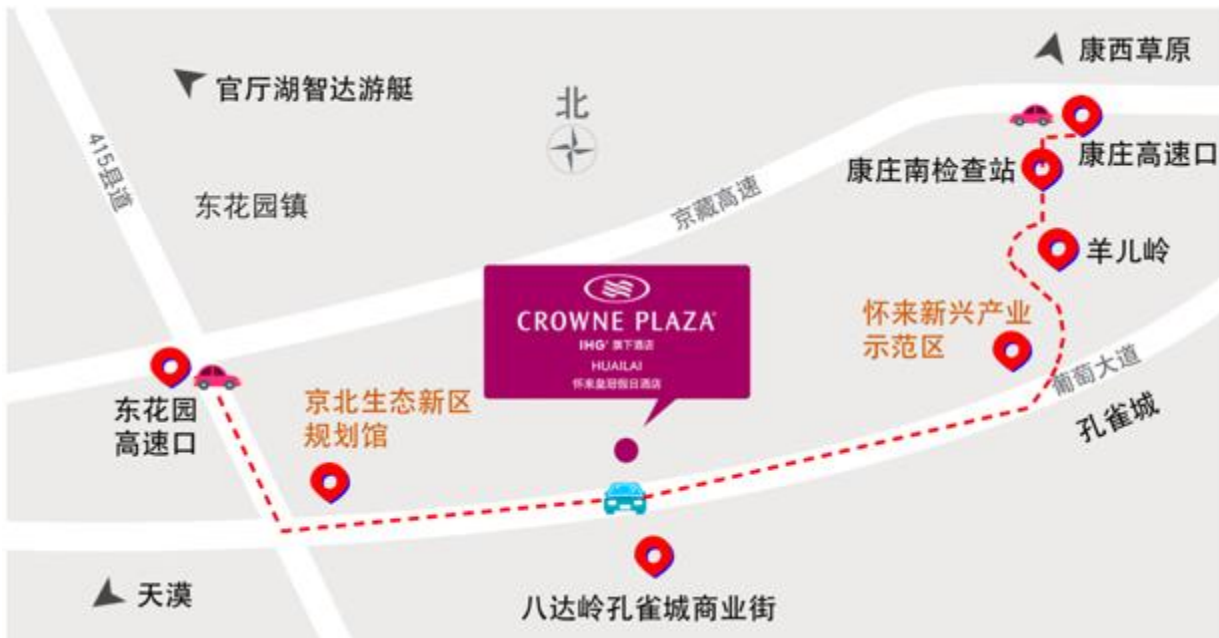 康西草原
官厅湖智达游艇
北
康庄高速口
415县道
康庄南检查站
东花园镇
京藏高速
羊儿岭
CROWNE PLAZA
IHG® 旗下酒店
HUAILAI
怀来皇冠假日酒店
怀来新兴产业
示范区
葡萄大道
孔雀城
东花园
高速口
京北生态新区
规划馆
天漠
八达岭孔雀城商业街